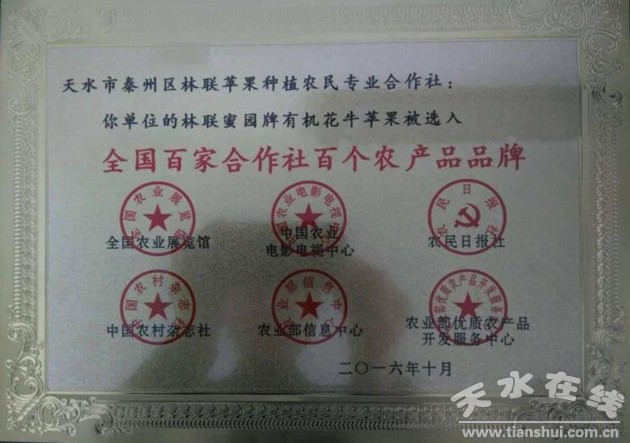 天水市秦州区林联苹果种植农民专业合作社：
你单位的林联蜜园牌有机花牛苹果被选入
全国百家合作社百个农产品品牌
全国农业展览馆
中国农业
电影电视中心
农民日报社
中国农村杂志社
农业部信息中心
农业部优质农产品
开发服务中心
二〇一六年十月
天水在线
www.tianshui.com.cn